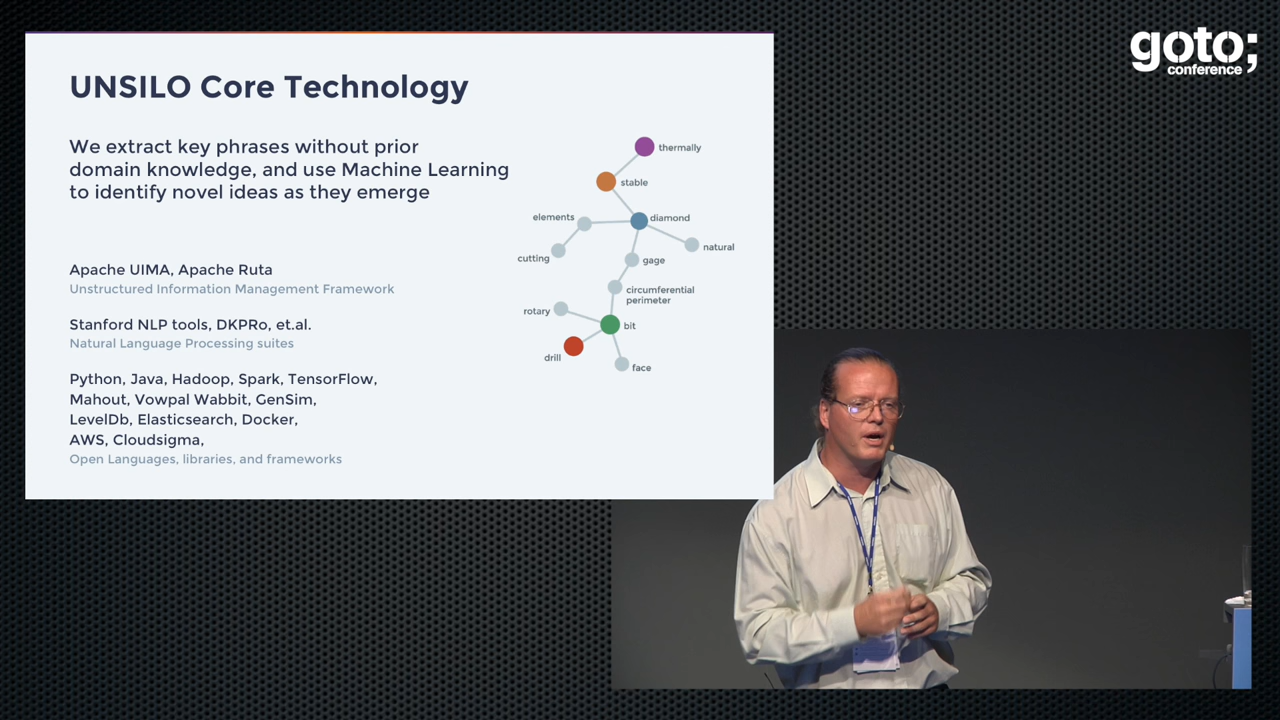 goto;
conference
UNSILO Core Technology
We extract key phrases without prior
domain knowledge, and use Machine Learning
to identify novel ideas as they emerge
Apache UIMA, Apache Ruta
Unstructured Information Management Framework
Stanford NLP tools, DKPRo, et.al.
Natural Language Processing suites
Python, Java, Hadoop, Spark, TensorFlow,
Mahout, Vowpal Wabbit, GenSim,
LevelDb, Elasticsearch, Docker,
AWS, Cloudsigma,
Open Languages, libraries, and frameworks
thermally
stable
elements
diamond
cutting
natural
gage
circumferential
perimeter
rotary
bit
drill
face